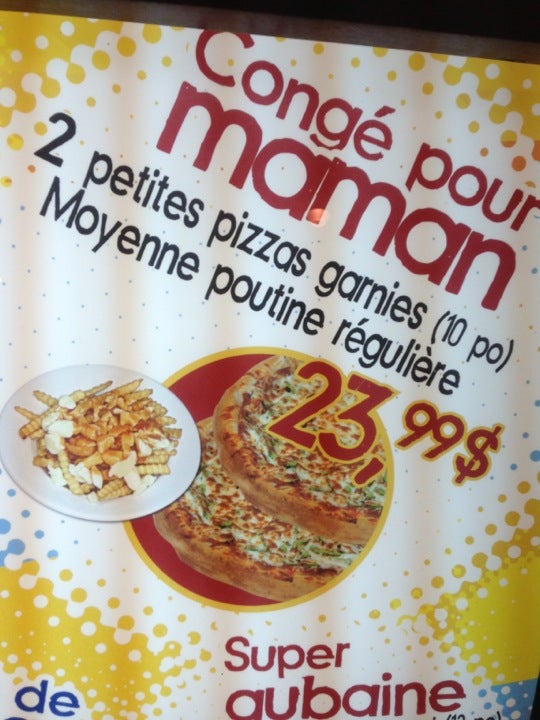 Congé pour
maman
2 petites pizzas garnies (10 po)
Moyenne poutine régulière
23,99$
Super
aubaine
de